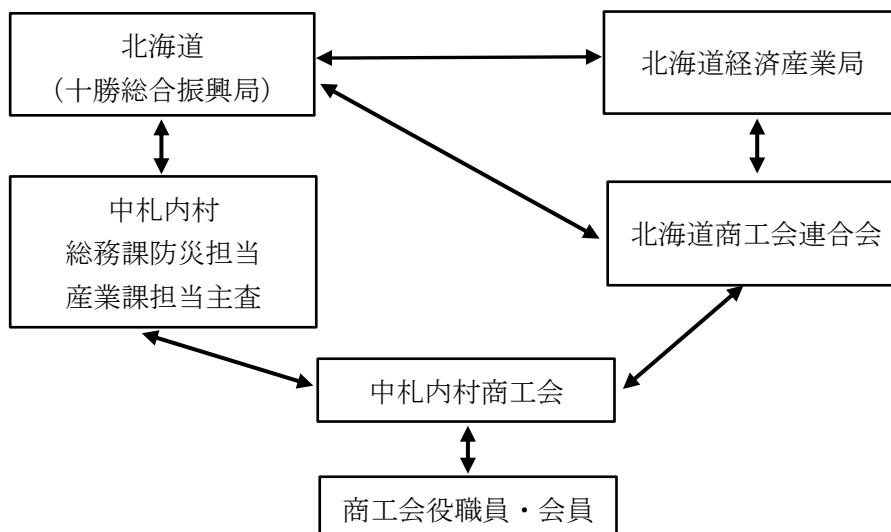 北海道
(十勝総合振興局)
北海道経済産業局
中札内村
総務課防災担当
産業課担当主査
北海道商工会連合会
中札内村商工会
商工会役職員・会員